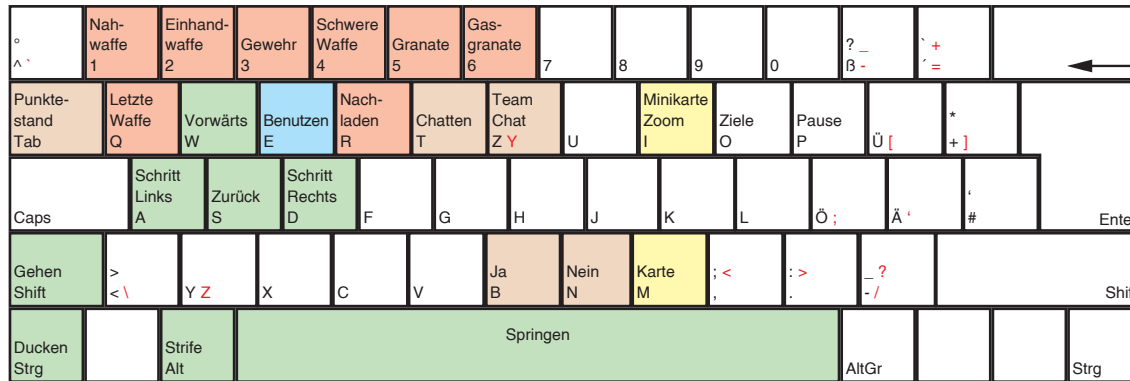 °
^ `
Nah-
waffe
1
Einhand-
waffe
2
Gewehr
3
Schwere
Waffe
4
Granate
5
Gas-
granate
6
7
8
9
0
? _
ß -
` +
´ =
Punkte-
stand
Tab
Letzte
Waffe
Q
Vorwärts
W
Benutzen
E
Nach-
laden
R
Chatten
T
Team
Chat
Z Y
U
Minikarte
Zoom
I
Ziele
O
Pause
P
Ü [
*
+ ]
Caps
Schritt
Links
A
Zurück
S
Schritt
Rechts
D
F
G
H
J
K
L
Ö ;
Ä '
'
#
Ente
Gehen
Shift
>
< \
Y Z
X
C
V
Ja
B
Nein
N
Karte
M
; <
,
: >
.
_ ?
- /
Shif
Ducken
Strg
Strife
Alt
Springen
AltGr
Strg